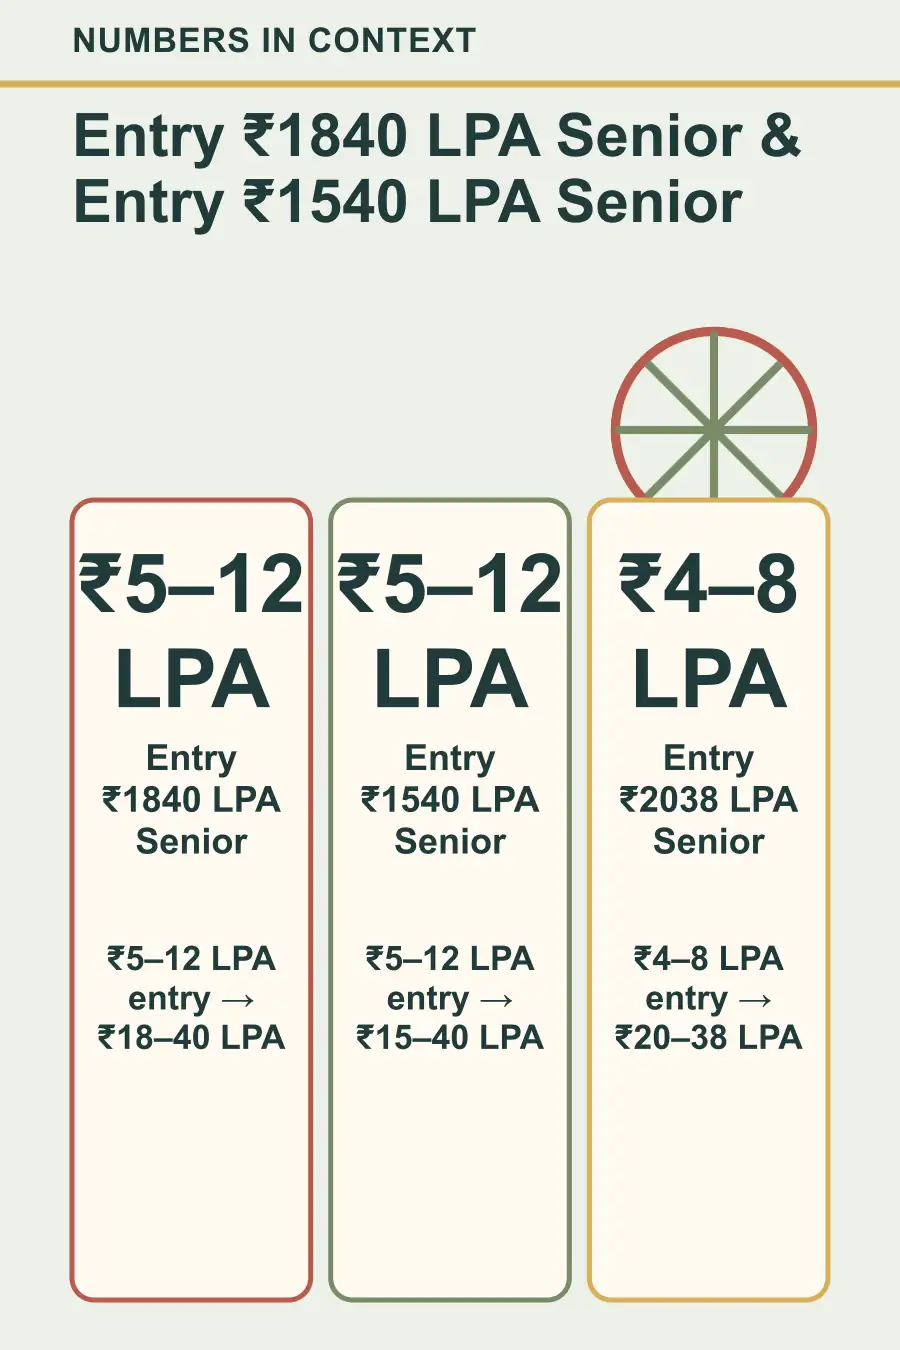 NUMBERS IN CONTEXT
Entry ₹1840 LPA Senior &
Entry ₹1540 LPA Senior
₹5–12
LPA
Entry
₹1840 LPA
Senior
₹5–12 LPA
entry →
₹18–40 LPA
₹5–12
LPA
Entry
₹1540 LPA
Senior
₹5–12 LPA
entry →
₹15–40 LPA
₹4–8
LPA
Entry
₹2038 LPA
Senior
₹4–8 LPA
entry →
₹20–38 LPA